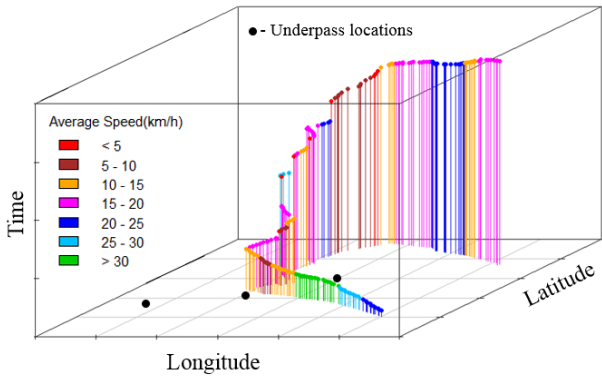 ● - Underpass locations
Average Speed(km/h)
< 5
5 - 10
10 - 15
15 - 20
20 - 25
25 - 30
> 30
Time
Latitude
Longitude